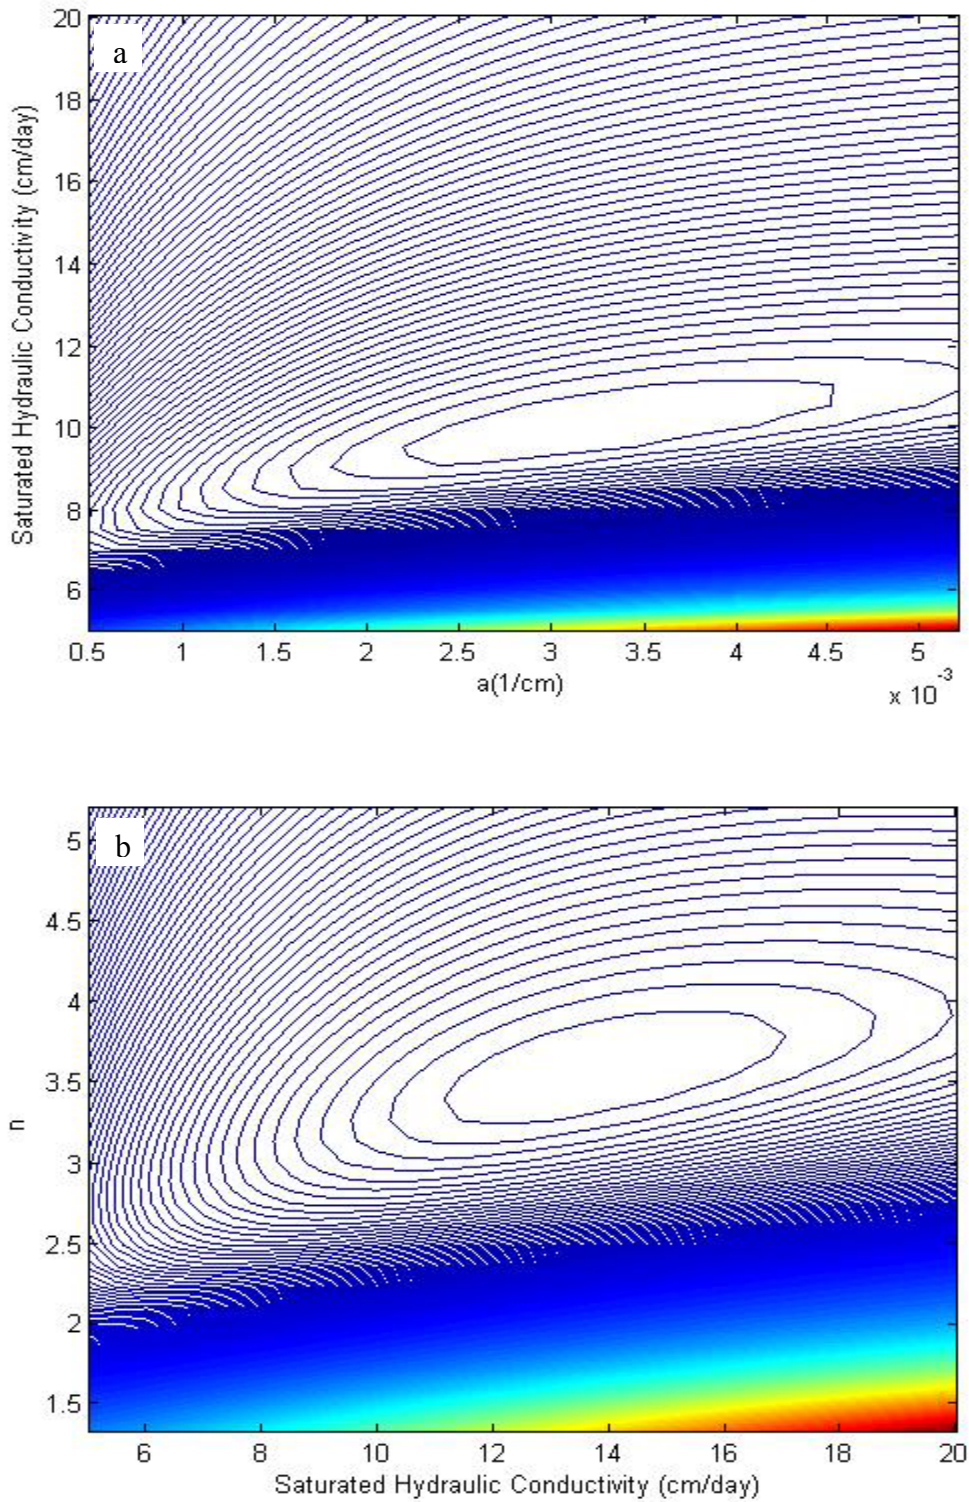 a
20
18
16
14
12
10
8
6
Saturated Hydraulic Conductivity (cm/day)
0.5 1 1.5 2 2.5 3 3.5 4 4.5 5
a(1/cm)
x 10⁻³
b
5
4.5
4
3.5
3
2.5
2
1.5
n
6 8 10 12 14 16 18 20
Saturated Hydraulic Conductivity (cm/day)